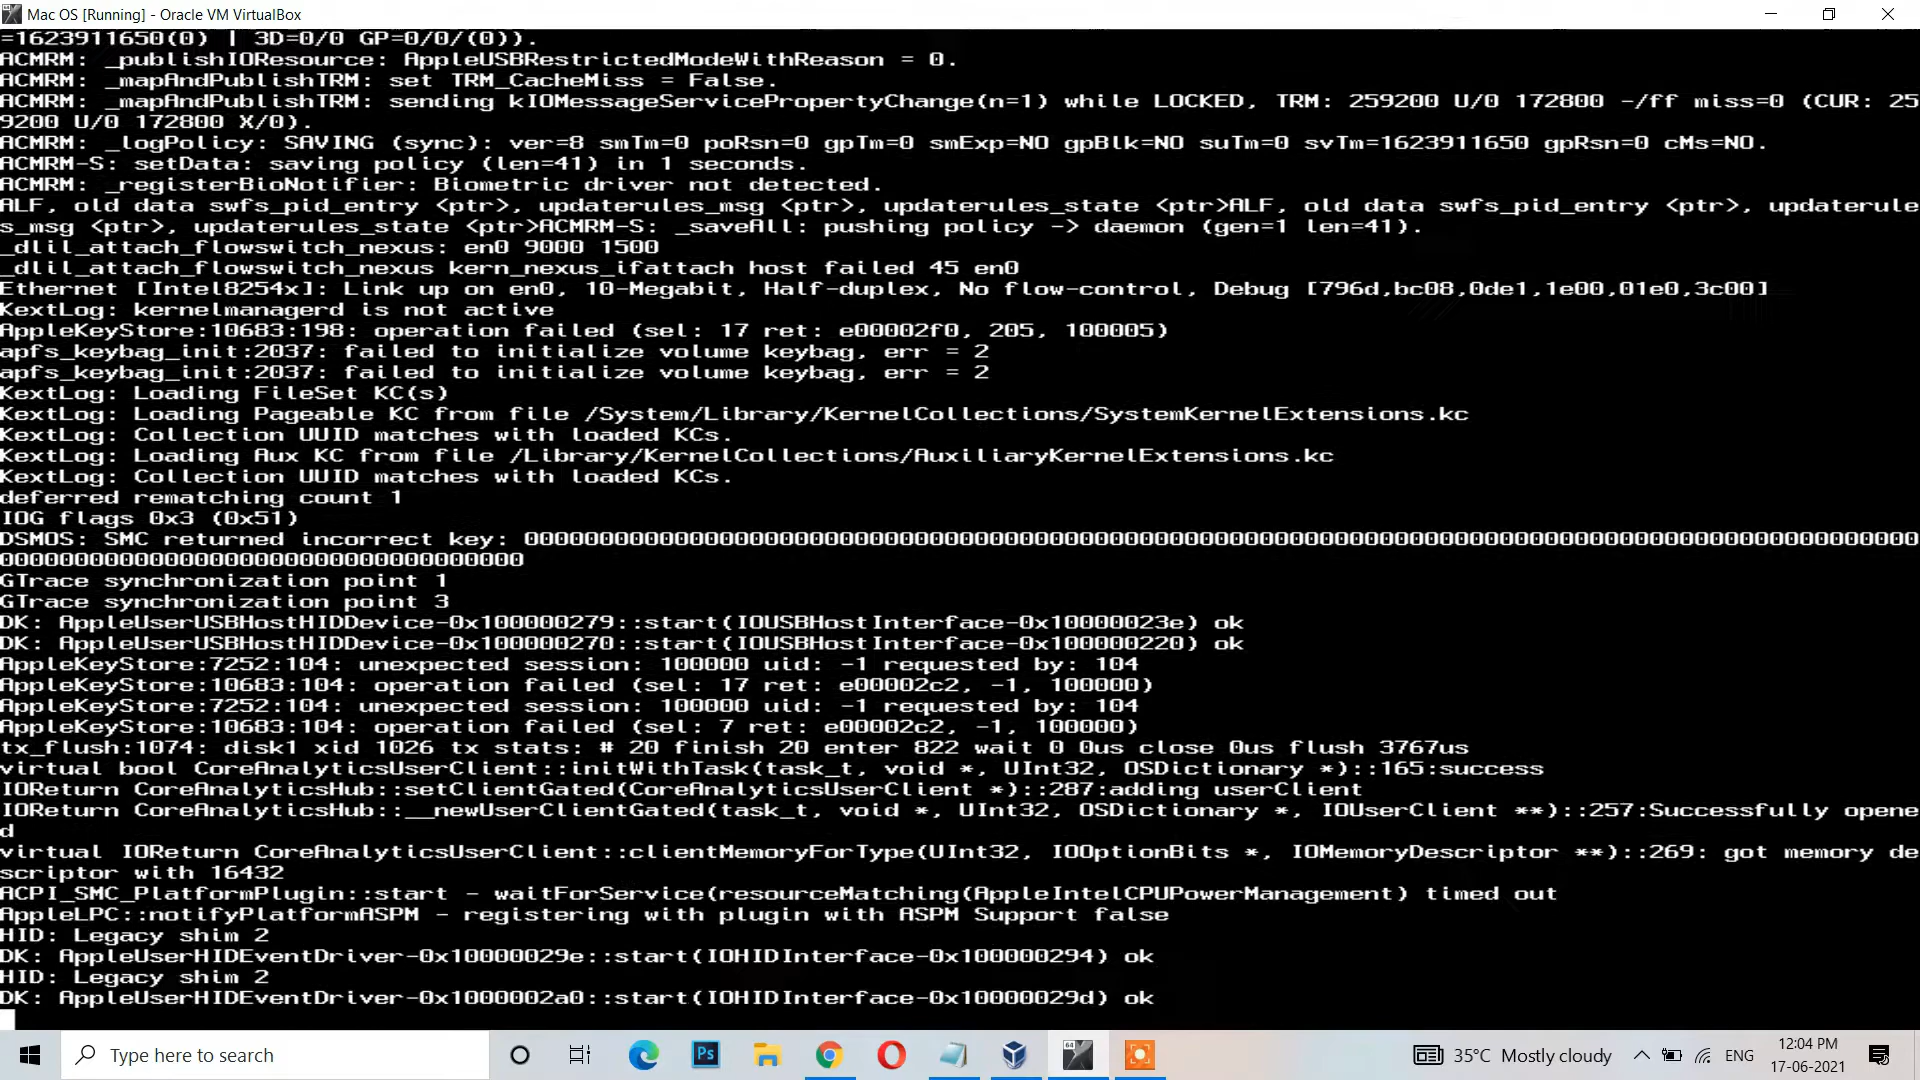 Mac OS [Running] - Oracle VM VirtualBox
=1623911650(0) | 3D=0/0 GP=0/0/(0)).
ACMRM: _publishIOResource: AppleUSBRestrictedModeWithReason = 0.
ACMRM: _mapAndPublishTRM: set TRM_CacheMiss = False.
ACMRM: _mapAndPublishTRM: sending kIOMessageServicePropertyChange(n=1) while LOCKED, TRM: 259200 U/0 172800 -/ff miss=0 (CUR: 25
9200 U/0 172800 X/0).
ACMRM: _logPolicy: SAVING (sync): ver=8 smTm=0 poRsn=0 gpTm=0 smExp=NO gpBlk=NO suTm=0 svTm=1623911650 gpRsn=0 cMs=NO.
ACMRM-S: setData: saving policy (len=41) in 1 seconds.
ACMRM: _registerBioNotifier: Biometric driver not detected.
ALF, old data swfs_pid_entry <ptr>, updaterules_msg <ptr>, updaterules_state <ptr>ALF, old data swfs_pid_entry <ptr>, updaterule
s_msg <ptr>, updaterules_state <ptr>ACMRM-S: _saveAll: pushing policy -> daemon (gen=1 len=41).
_dlil_attach_flowswitch_nexus: en0 9000 1500
_dlil_attach_flowswitch_nexus kern_nexus_ifattach host failed 45 en0
Ethernet [Intel8254x]: Link up on en0, 10-Megabit, Half-duplex, No flow-control, Debug [796d,bc08,0de1,1e00,01e0,3c00]
KextLog: kernelmanagerd is not active
AppleKeyStore:10683:198: operation failed (sel: 17 ret: e00002f0, 205, 100005)
apfs_keybag_init:2037: failed to initialize volume keybag, err = 2
apfs_keybag_init:2037: failed to initialize volume keybag, err = 2
KextLog: Loading FileSet KC(s)
KextLog: Loading Pageable KC from file /System/Library/KernelCollections/SystemKernelExtensions.kc
KextLog: Collection UUID matches with loaded KCs.
KextLog: Loading Aux KC from file /Library/KernelCollections/AuxiliaryKernelExtensions.kc
KextLog: Collection UUID matches with loaded KCs.
deferred rematching count 1
IOG flags 0x3 (0x51)
DSMOS: SMC returned incorrect key: 000000000000000000000000000000000000000000000000000000000000000000000000000000000000000000000
00000000000000000000000000000000000
GTrace synchronization point 1
GTrace synchronization point 3
DK: AppleUserUSBHostHIDDevice-0x100000279::start(IOUSBHostInterface-0x10000023e) ok
DK: AppleUserUSBHostHIDDevice-0x100000270::start(IOUSBHostInterface-0x100000220) ok
AppleKeyStore:7252:104: unexpected session: 100000 uid: -1 requested by: 104
AppleKeyStore:10683:104: operation failed (sel: 17 ret: e00002c2, -1, 100000)
AppleKeyStore:7252:104: unexpected session: 100000 uid: -1 requested by: 104
AppleKeyStore:10683:104: operation failed (sel: 7 ret: e00002c2, -1, 100000)
tx_flush:1074: disk1 xid 1026 tx stats: # 20 finish 20 enter 822 wait 0 0us close 0us flush 3767us
virtual bool CoreAnalyticsUserClient::initWithTask(task_t, void *, UInt32, OSDictionary *)::165:success
IOReturn CoreAnalyticsHub::setClientGated(CoreAnalyticsUserClient *)::287:adding userClient
IOReturn CoreAnalyticsHub::__newUserClientGated(task_t, void *, UInt32, OSDictionary *, IOUserClient **)::257:Successfully opene
d
virtual IOReturn CoreAnalyticsUserClient::clientMemoryForType(UInt32, IOOptionBits *, IOMemoryDescriptor **)::269: got memory de
scriptor with 16432
ACPI_SMC_PlatformPlugin::start - waitForService(resourceMatching(AppleIntelCPUPowerManagement) timed out
AppleLPC::notifyPlatformASPM - registering with plugin with ASPM Support false
HID: Legacy shim 2
DK: AppleUserHIDEventDriver-0x10000029e::start(IOHIDInterface-0x100000294) ok
HID: Legacy shim 2
DK: AppleUserHIDEventDriver-0x1000002a0::start(IOHIDInterface-0x10000029d) ok
Type here to search
Ps
64
35°C Mostly cloudy
ENG
12:04 PM
17-06-2021